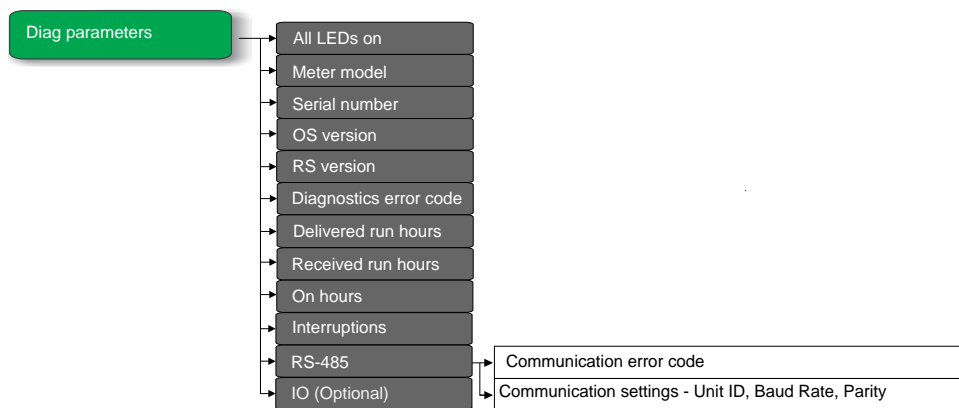 Diag parameters
All LEDs on
Meter model
Serial number
OS version
RS version
Diagnostics error code
Delivered run hours
Received run hours
On hours
Interruptions
RS-485
Communication error code
IO (Optional)
Communication settings - Unit ID, Baud Rate, Parity